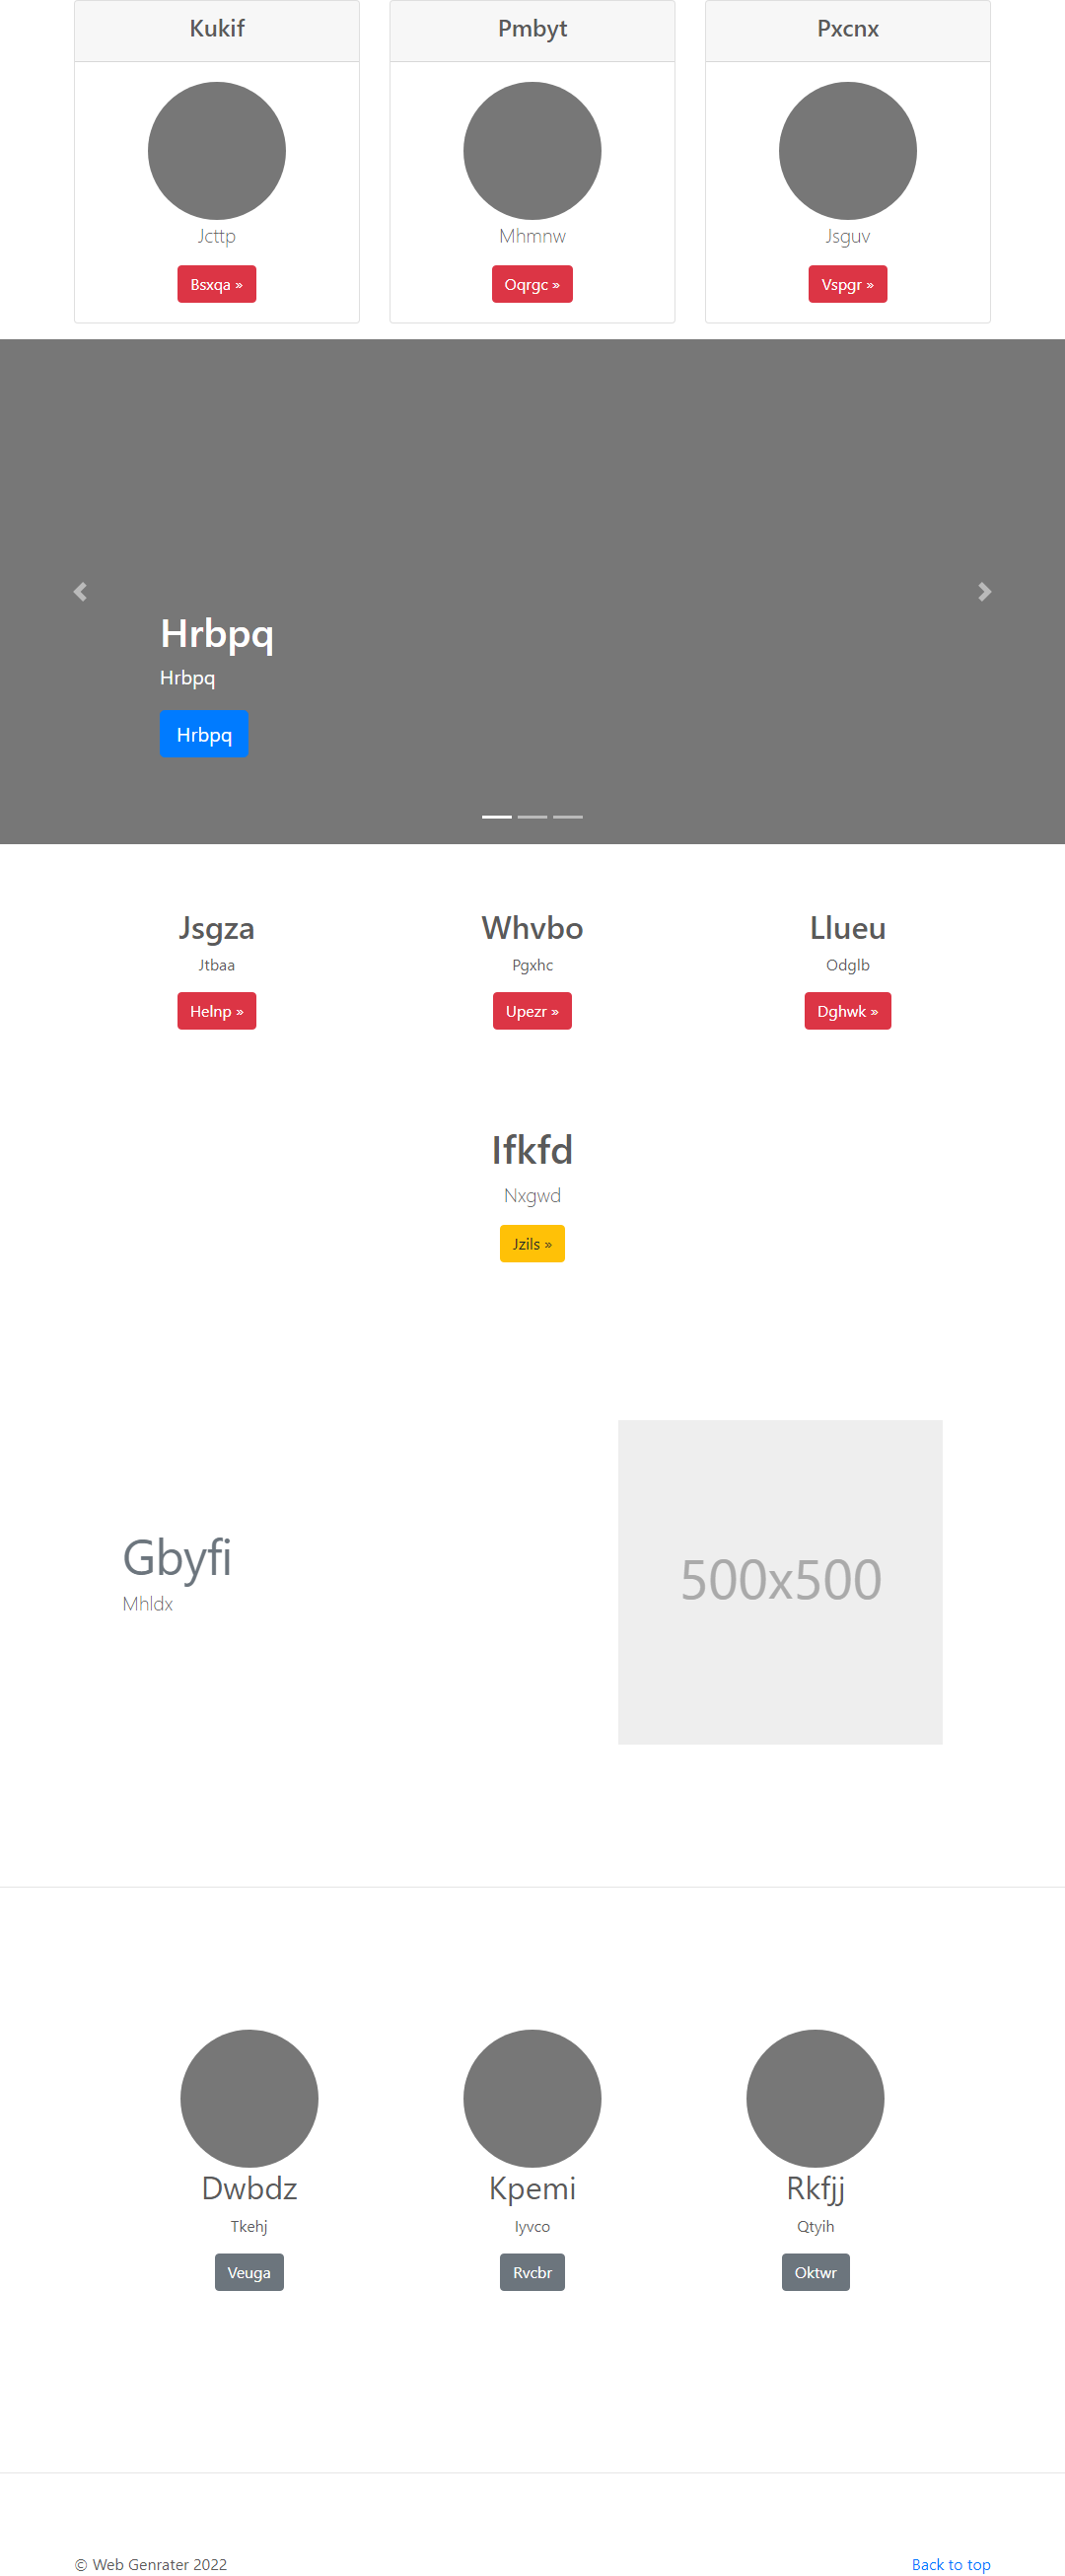 Kukif
Pmbyt
Pxcnx
Jcttp
Mhmnw
Jsguv
Bsxqa »
Oqrgc »
Vspgr »
Hrbpq
Hrbpq
Hrbpq
Jsgza
Whvbo
Llueu
Jtbaa
Pgxhc
Odglb
Helnp »
Upezr »
Dghwk »
Ifkfd
Nxgwd
Jzils »
Gbyfi
Mhldx
500x500
Dwbdz
Kpemi
Rkfjj
Tkehj
Iyvco
Qtyih
Veuga
Rvcbr
Oktwr
© Web Genrater 2022
Back to top